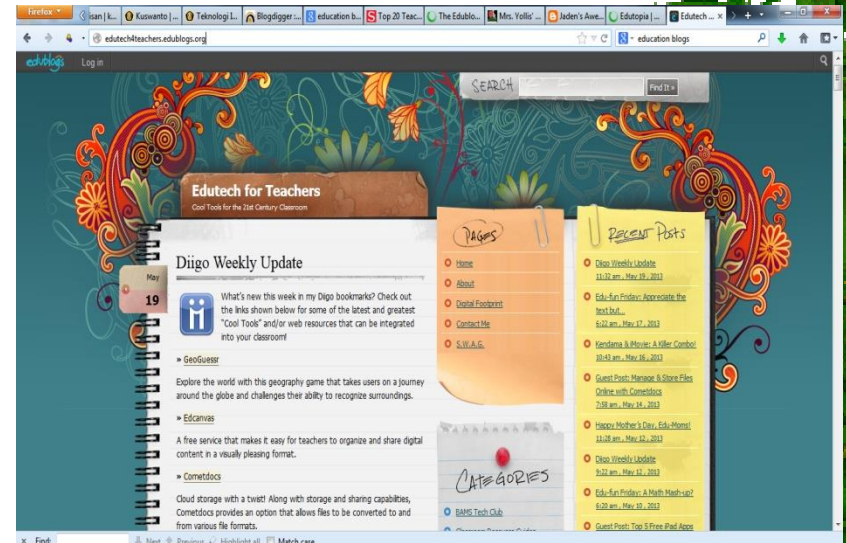 Firefox
isan | k...
Kuswanto |...
Teknologi I...
Blogdigger :...
education b...
Top 20 Teac...
The Edublo...
Mrs. Yollis' ...
Jaden's Awe...
Edutopia | ...
Edutech ...
edutech4teachers.edublogs.org
education blogs
edublogs
Log in
SEARCH
Find It »
Edutech for Teachers
Cool Tools for the 21st Century Classroom
May
19
Diigo Weekly Update
What's new this week in my Diigo bookmarks? Check out
the links shown below for some of the latest and greatest
"Cool Tools" and/or web resources that can be integrated
into your classroom!
» GeoGuessr
Explore the world with this geography game that takes users on a journey
around the globe and challenges their ability to recognize surroundings.
» Edcanvas
A free service that makes it easy for teachers to organize and share digital
content in a visually pleasing format.
» Cometdocs
Cloud storage with a twist! Along with storage and sharing capabilities,
Cometdocs provides an option that allows files to be converted to and
from various file formats.
PAGES
Home
About
Digital Footprint
Contact Me
S.W.A.G.
CATEGORIES
BAMS Tech Club
Classroom Resource Guides
RECENT Posts
Diigo Weekly Update
11:32 am , May 19 , 2013
Edu-fun Friday: Appreciate the
text but...
6:22 am , May 17 , 2013
Kendama & iMovie: A Killer Combo!
10:43 am , May 16 , 2013
Guest Post: Manage & Store Files
Online with Cometdocs
7:58 am , May 14 , 2013
Happy Mother's Day, Edu-Moms!
11:28 am , May 12 , 2013
Diigo Weekly Update
9:22 am , May 12 , 2013
Edu-fun Friday: A Math Mash-up?
6:20 am , May 10 , 2013
Guest Post: Top 5 Free iPad Apps
× Find:
Next
Previous
Highlight all
Match case